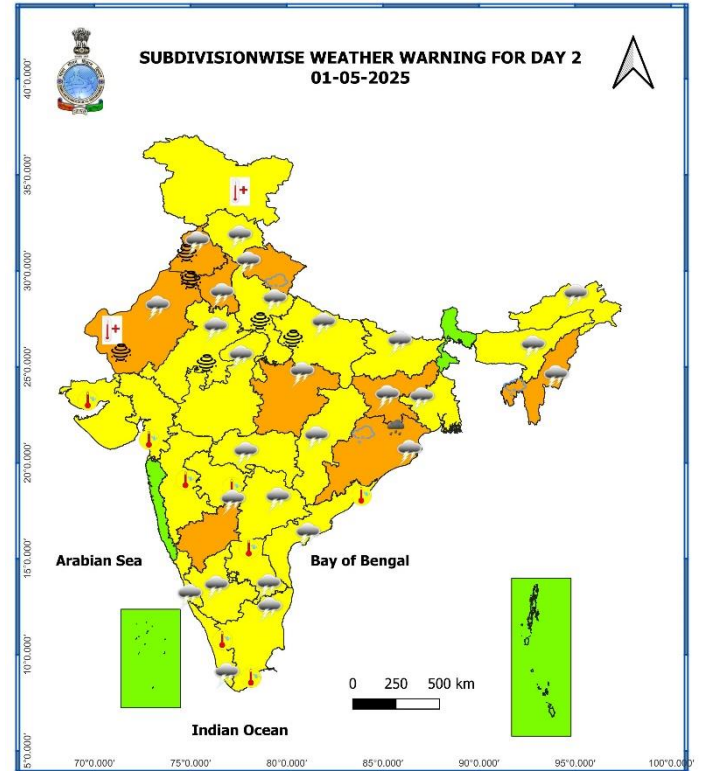 SUBDIVISIONWISE WEATHER WARNING FOR DAY 2
01-05-2025
40°0.000'
35°0.000'
30°0.000'
25°0.000'
20°0.000'
15°0.000'
10°0.000'
5°0.000'
Arabian Sea
Bay of Bengal
0 250 500 km
Indian Ocean
70°0.000' 75°0.000' 80°0.000' 85°0.000' 90°0.000' 95°0.000' 100°0.000'